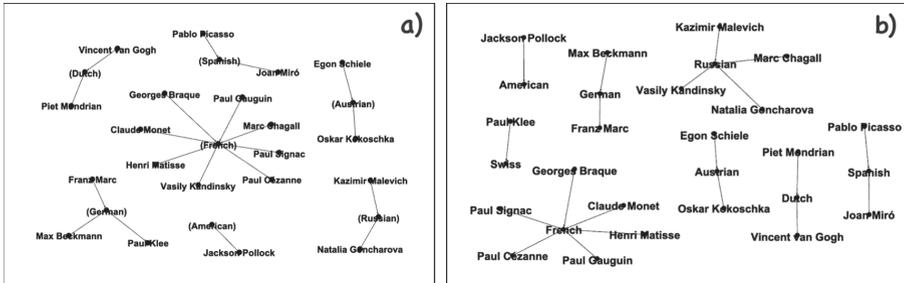 a)
Pablo Picasso
Vincent Van Gogh
(Spanish)
(Dutch)
Joan Miró
Egon Schiele
Georges Braque
Paul Gauguin
Piet Mondrian
(Austrian)
Claude Monet
Marc Chagall
Oskar Kokoschka
(French)
Paul Signac
Henri Matisse
Franz Marc
Vasily Kandinsky
Paul Cézanne
Kazimir Malevich
(German)
(American)
(Russian)
Max Beckmann
Paul Klee
Jackson Pollock
Natalia Goncharova
b)
Kazimir Malevich
Jackson Pollock
Max Beckmann
Marc Chagall
Russian
American
German
Vasily Kandinsky
Natalia Goncharova
Paul Klee
Franz Marc
Egon Schiele
Pablo Picasso
Piet Mondrian
Swiss
Georges Braque
Austrian
Spanish
Dutch
Paul Signac
Claude Monet
Oskar Kokoschka
Joan Miró
French
Henri Matisse
Vincent Van Gogh
Paul Cézanne
Paul Gauguin